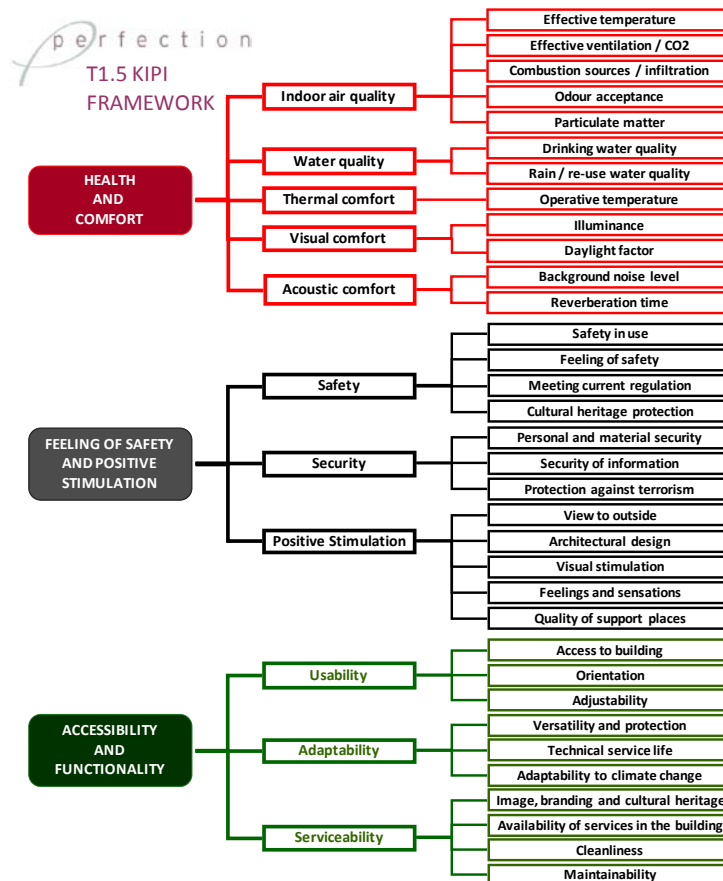 perfection
T1.5 KIPI
FRAMEWORK
HEALTH
AND
COMFORT
Indoor air quality
Effective temperature
Effective ventilation / CO2
Combustion sources / infiltration
Odour acceptance
Particulate matter
Water quality
Drinking water quality
Rain / re-use water quality
Thermal comfort
Operative temperature
Visual comfort
Illuminance
Daylight factor
Acoustic comfort
Background noise level
Reverberation time
FEELING OF SAFETY
AND POSITIVE
STIMULATION
Safety
Safety in use
Feeling of safety
Meeting current regulation
Cultural heritage protection
Security
Personal and material security
Security of information
Protection against terrorism
Positive Stimulation
View to outside
Architectural design
Visual stimulation
Feelings and sensations
Quality of support places
ACCESSIBILITY
AND
FUNCTIONALITY
Usability
Access to building
Orientation
Adjustability
Adaptability
Versatility and protection
Technical service life
Adaptability to climate change
Serviceability
Image, branding and cultural heritage
Availability of services in the building
Cleanliness
Maintainability